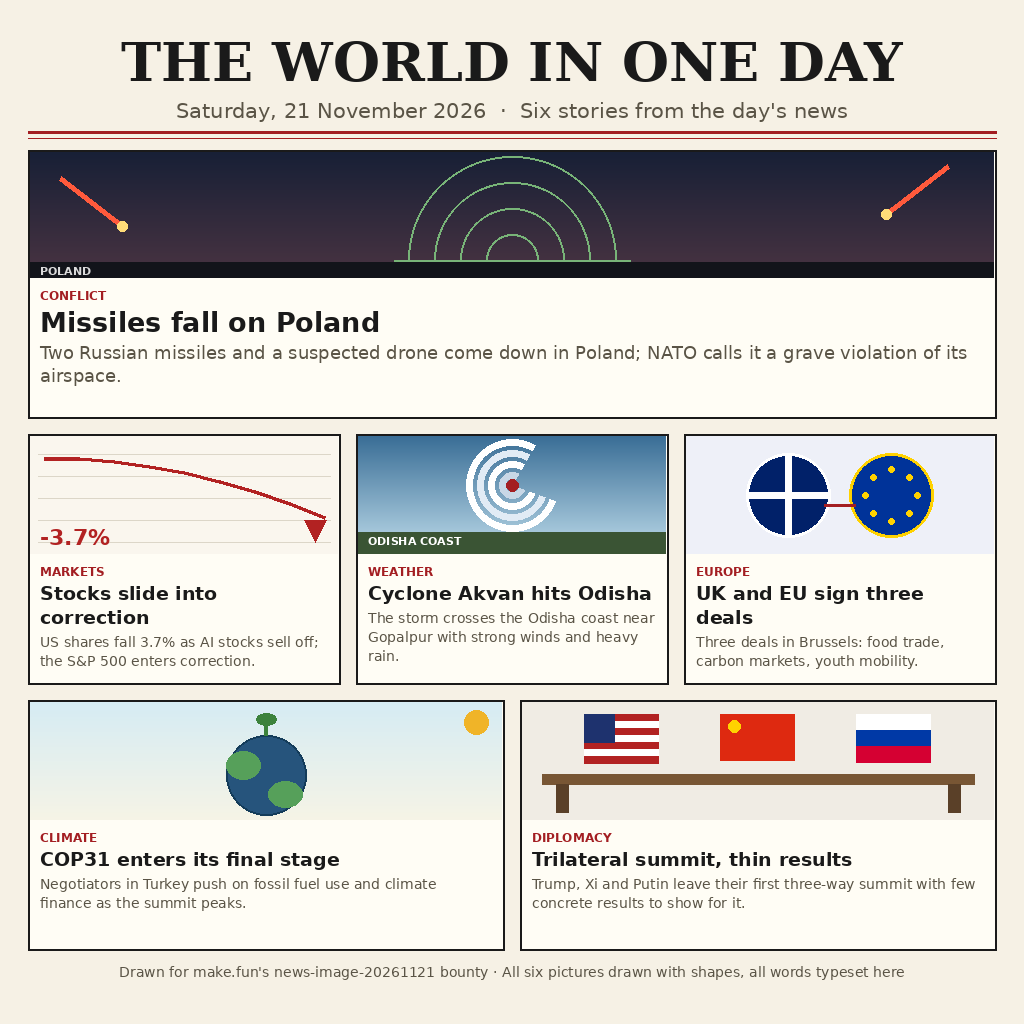 THE WORLD IN ONE DAY
Saturday, 21 November 2026 · Six stories from the day's news
POLAND
CONFLICT
Missiles fall on Poland
Two Russian missiles and a suspected drone come down in Poland; NATO calls it a grave violation of its
airspace.
-3.7%
MARKETS
Stocks slide into
correction
US shares fall 3.7% as AI stocks sell off;
the S&P 500 enters correction.
ODISHA COAST
WEATHER
Cyclone Akvan hits Odisha
The storm crosses the Odisha coast near
Gopalpur with strong winds and heavy
rain.
EUROPE
UK and EU sign three
deals
Three deals in Brussels: food trade,
carbon markets, youth mobility.
CLIMATE
COP31 enters its final stage
Negotiators in Turkey push on fossil fuel use and climate
finance as the summit peaks.
DIPLOMACY
Trilateral summit, thin results
Trump, Xi and Putin leave their first three-way summit with few
concrete results to show for it.
Drawn for make.fun's news-image-20261121 bounty · All six pictures drawn with shapes, all words typeset here